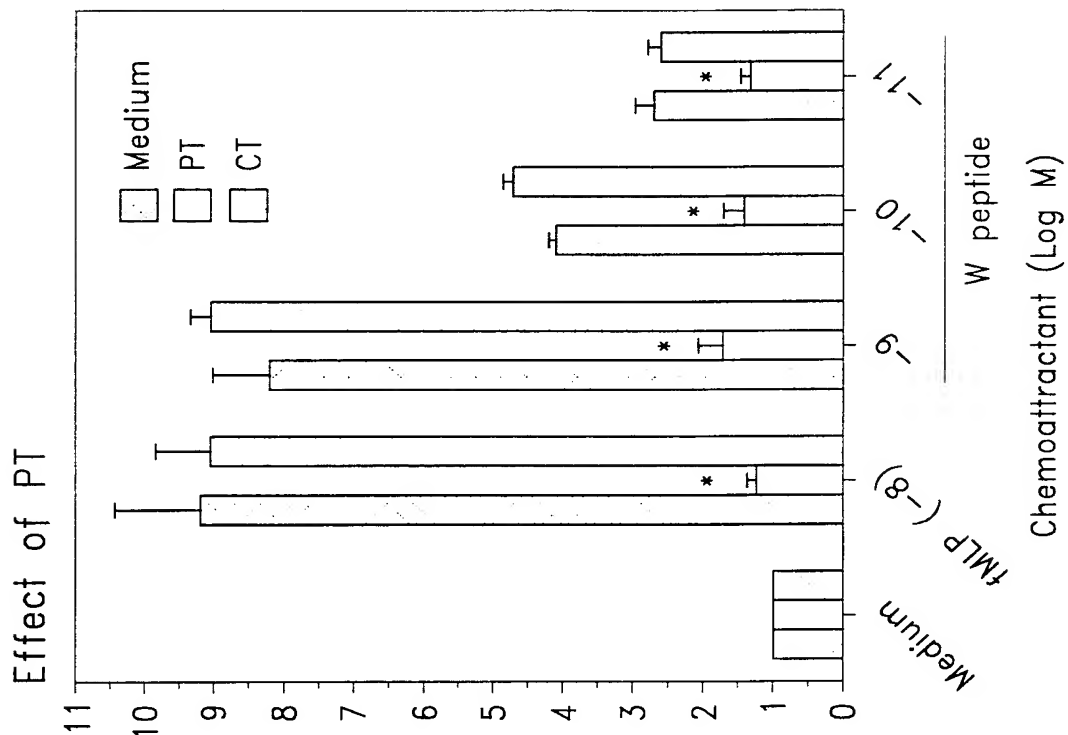 Effect of PT
Medium
PT
CT
11
10
9
8
7
6
5
4
3
2
1
0
*
*
*
*
Medium
fMLP (-8)
-9
-10
-11
W peptide
Chemoattractant (Log M)